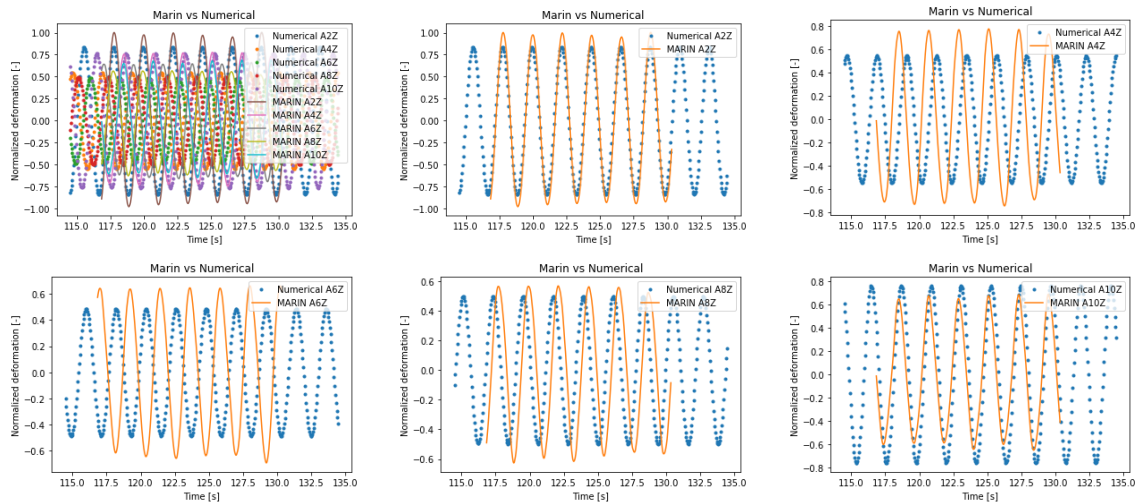 Marin vs Numerical
Normalized deformation [-]
1.00
0.75
0.50
0.25
0.00
−0.25
−0.50
−0.75
−1.00
Numerical A2Z
Numerical A4Z
Numerical A6Z
Numerical A8Z
Numerical A10Z
MARIN A2Z
MARIN A4Z
MARIN A6Z
MARIN A8Z
MARIN A10Z
115.0 117.5 120.0 122.5 125.0 127.5 130.0 132.5 135.0
Time [s]
Marin vs Numerical
Normalized deformation [-]
1.00
0.75
0.50
0.25
0.00
−0.25
−0.50
−0.75
−1.00
Numerical A2Z
MARIN A2Z
115.0 117.5 120.0 122.5 125.0 127.5 130.0 132.5 135.0
Time [s]
Marin vs Numerical
Normalized deformation [-]
0.8
0.6
0.4
0.2
0.0
−0.2
−0.4
−0.6
−0.8
Numerical A4Z
MARIN A4Z
115.0 117.5 120.0 122.5 125.0 127.5 130.0 132.5 135.0
Time [s]
Marin vs Numerical
Normalized deformation [-]
0.6
0.4
0.2
0.0
−0.2
−0.4
−0.6
Numerical A6Z
MARIN A6Z
115.0 117.5 120.0 122.5 125.0 127.5 130.0 132.5 135.0
Time [s]
Marin vs Numerical
Normalized deformation [-]
0.6
0.4
0.2
0.0
−0.2
−0.4
−0.6
Numerical A8Z
MARIN A8Z
115.0 117.5 120.0 122.5 125.0 127.5 130.0 132.5 135.0
Time [s]
Marin vs Numerical
Normalized deformation [-]
0.8
0.6
0.4
0.2
0.0
−0.2
−0.4
−0.6
−0.8
Numerical A10Z
MARIN A10Z
115.0 117.5 120.0 122.5 125.0 127.5 130.0 132.5 135.0
Time [s]